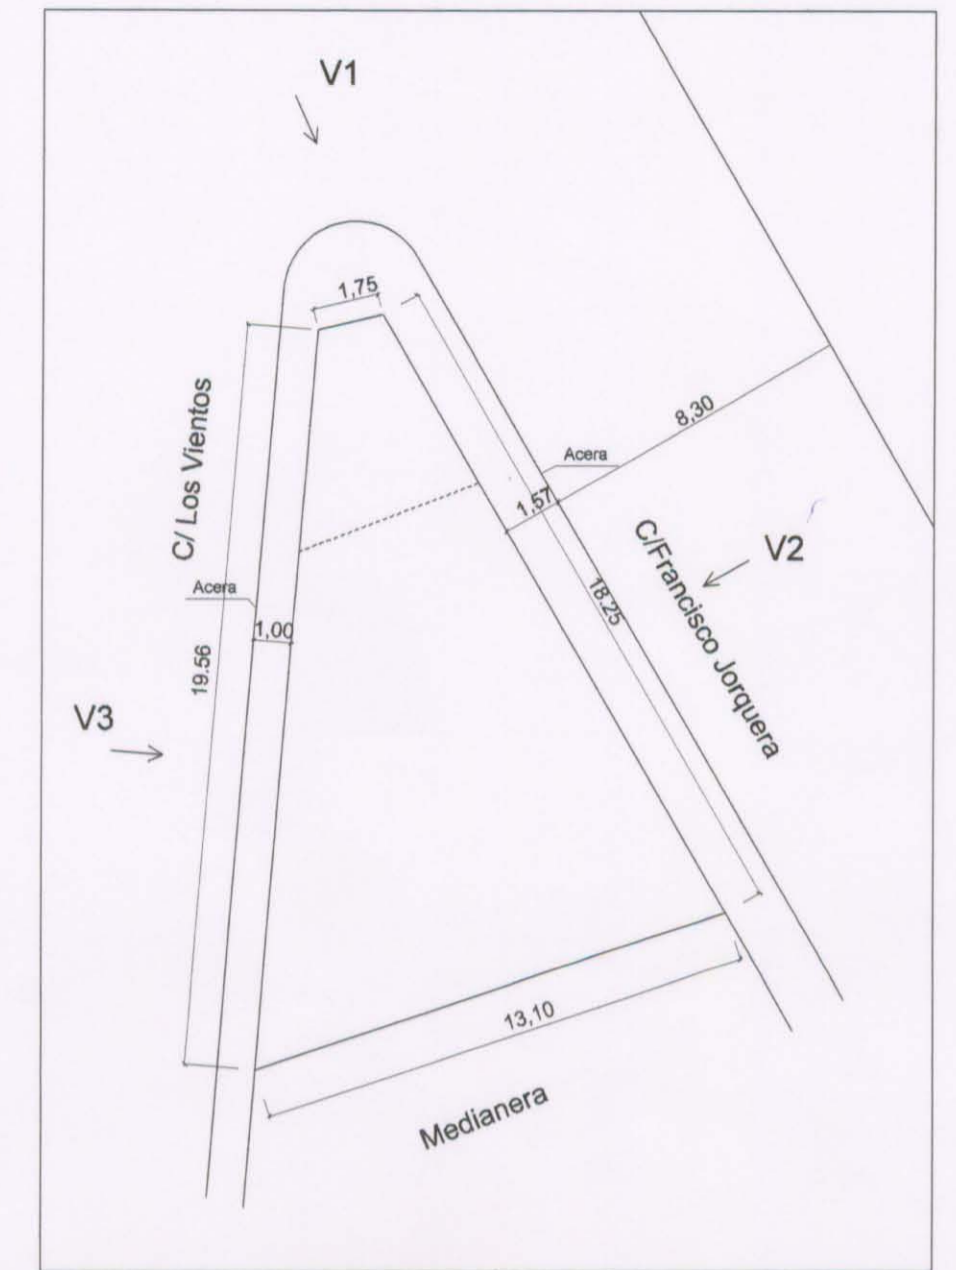 V1
1,75
C/ Los Vientos
8,30
Acera
1,57
C/Francisco Jorquera
V2
18.25
Acera
1,00
19.56
V3
13,10
Medianera